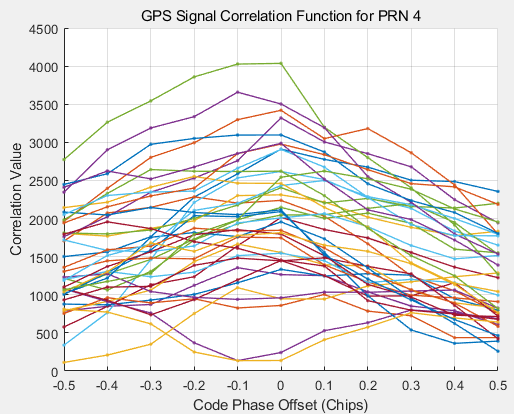 GPS Signal Correlation Function for PRN 4
4500
4000
3500
3000
2500
2000
1500
1000
500
0
Correlation Value
-0.5 -0.4 -0.3 -0.2 -0.1 0 0.1 0.2 0.3 0.4 0.5
Code Phase Offset (Chips)